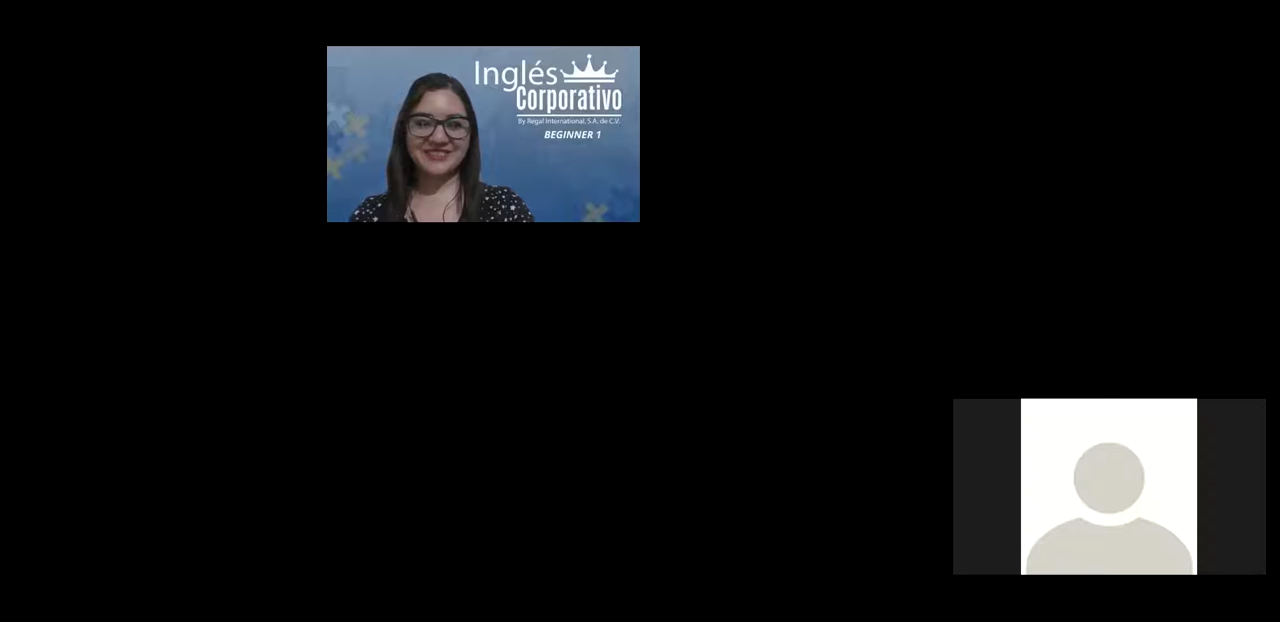 Inglés
Corporativo
By Regal International, S.A. de C.V.
BEGINNER 1